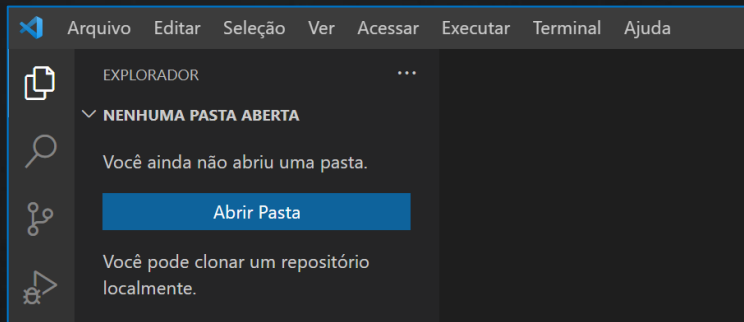 Arquivo Editar Seleção Ver Acessar Executar Terminal Ajuda
EXPLORADOR
NENHUMA PASTA ABERTA
Você ainda não abriu uma pasta.
Abrir Pasta
Você pode clonar um repositório
localmente.